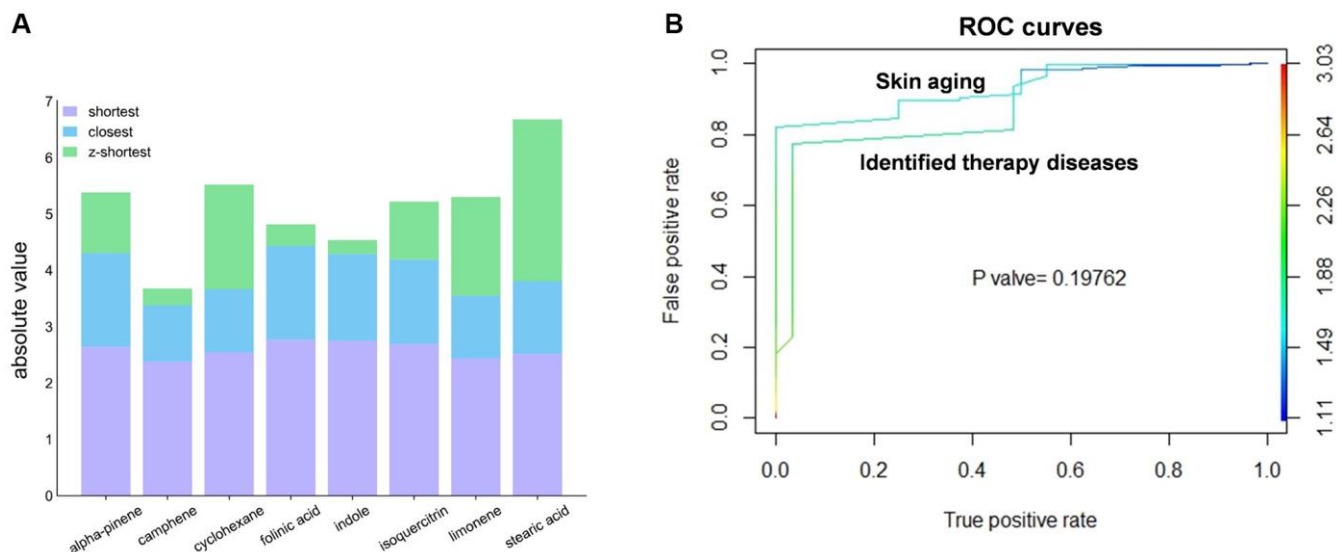 A
absolute value
7
6
5
4
3
2
1
0
shortest
closest
z-shortest
alpha-pinene
camphene
cyclohexane
folinic acid
indole
isoquercitrin
limonene
stearic acid
B
ROC curves
False positive rate
1.0
0.8
0.6
0.4
0.2
0.0
Skin aging
Identified therapy diseases
P valve= 0.19762
3.03
2.64
2.26
1.88
1.49
1.11
0.0 0.2 0.4 0.6 0.8 1.0
True positive rate